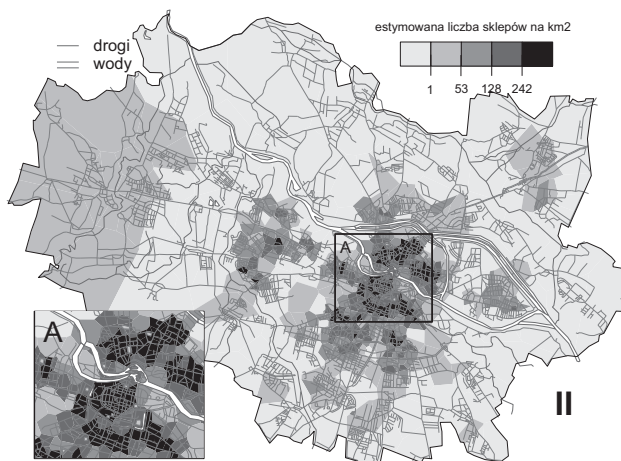 estymowana liczba sklepów na km2
drogi
wody
1 53 128 242
A
A
II